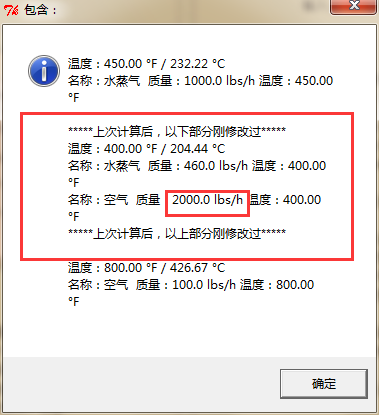 包含：
温度：450.00 °F / 232.22 °C
名称：水蒸气 质量：1000.0 lbs/h 温度：450.00
°F
*****上次计算后，以下部分刚修改过*****
温度：400.00 °F / 204.44 °C
名称：水蒸气 质量：460.0 lbs/h 温度：400.00
°F
名称：空气 质量 2000.0 lbs/h 温度：400.00
°F
*****上次计算后，以上部分刚修改过*****
温度：800.00 °F / 426.67 °C
名称：空气 质量：100.0 lbs/h 温度：800.00
°F
确定